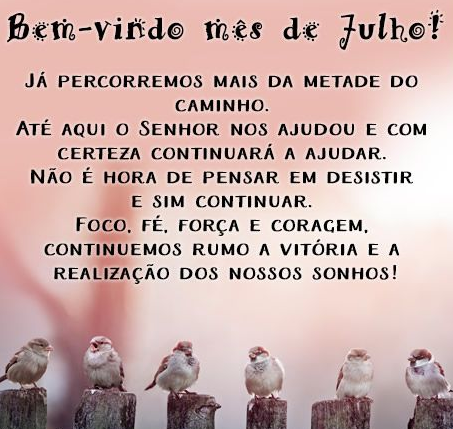 Bem-vindo mês de Julho!
Já percorremos mais da metade do
caminho.
Até aqui o Senhor nos ajudou e com
certeza continuará a ajudar.
Não é hora de pensar em desistir
e sim continuar.
Foco, fé, força e coragem,
continuemos rumo a vitória e a
realização dos nossos sonhos!